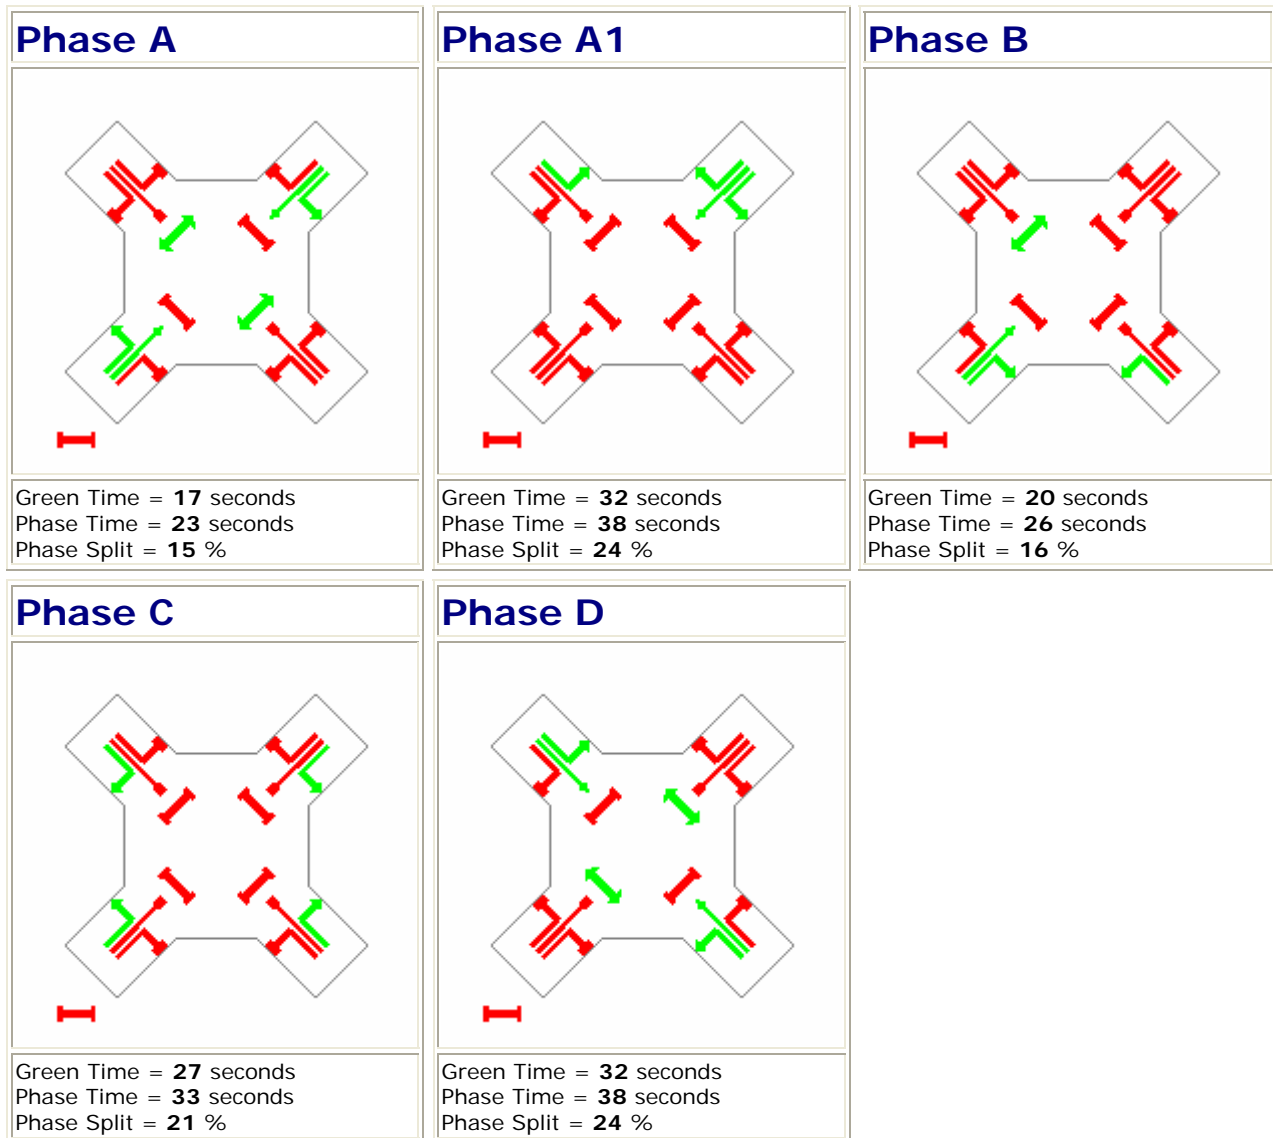 Phase A
Phase A1
Phase B
Green Time = 17 seconds
Phase Time = 23 seconds
Phase Split = 15 %
Green Time = 32 seconds
Phase Time = 38 seconds
Phase Split = 24 %
Green Time = 20 seconds
Phase Time = 26 seconds
Phase Split = 16 %
Phase C
Phase D
Green Time = 27 seconds
Phase Time = 33 seconds
Phase Split = 21 %
Green Time = 32 seconds
Phase Time = 38 seconds
Phase Split = 24 %